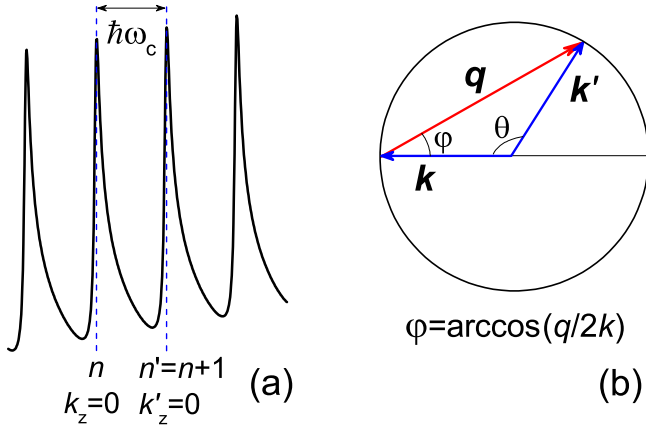 ħω_c
n n'=n+1
k_z=0 k'_z=0
(a)
q
k'
θ
φ
k
φ=arccos(q/2k)
(b)